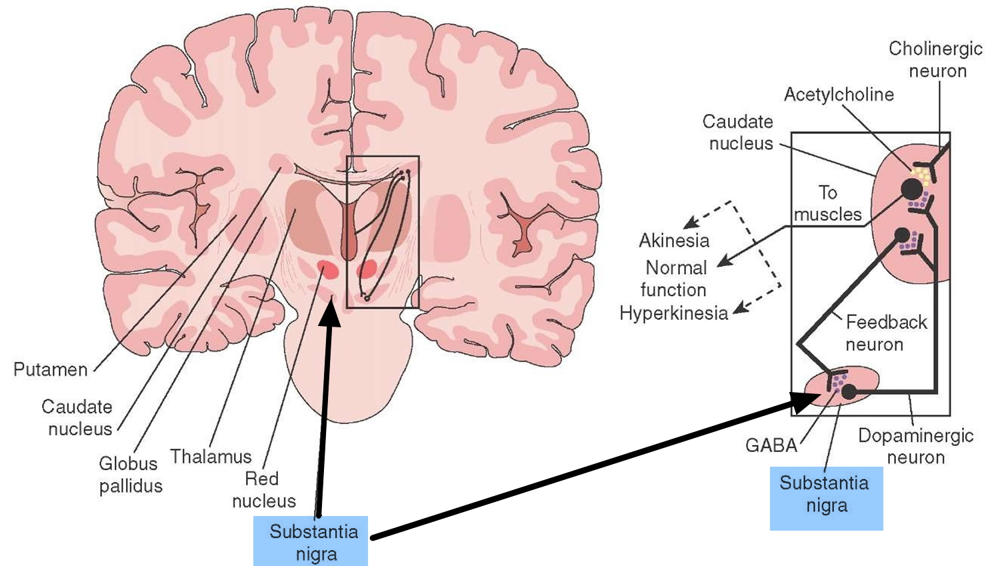 Cholinergic
neuron
Acetylcholine
Caudate
nucleus
To
muscles
Akinesia
Normal
function
Hyperkinesia
Feedback
neuron
Putamen
Caudate
nucleus
Globus
pallidus
Thalamus
Red
nucleus
Substantia
nigra
GABA
Dopaminergic
neuron
Substantia
nigra